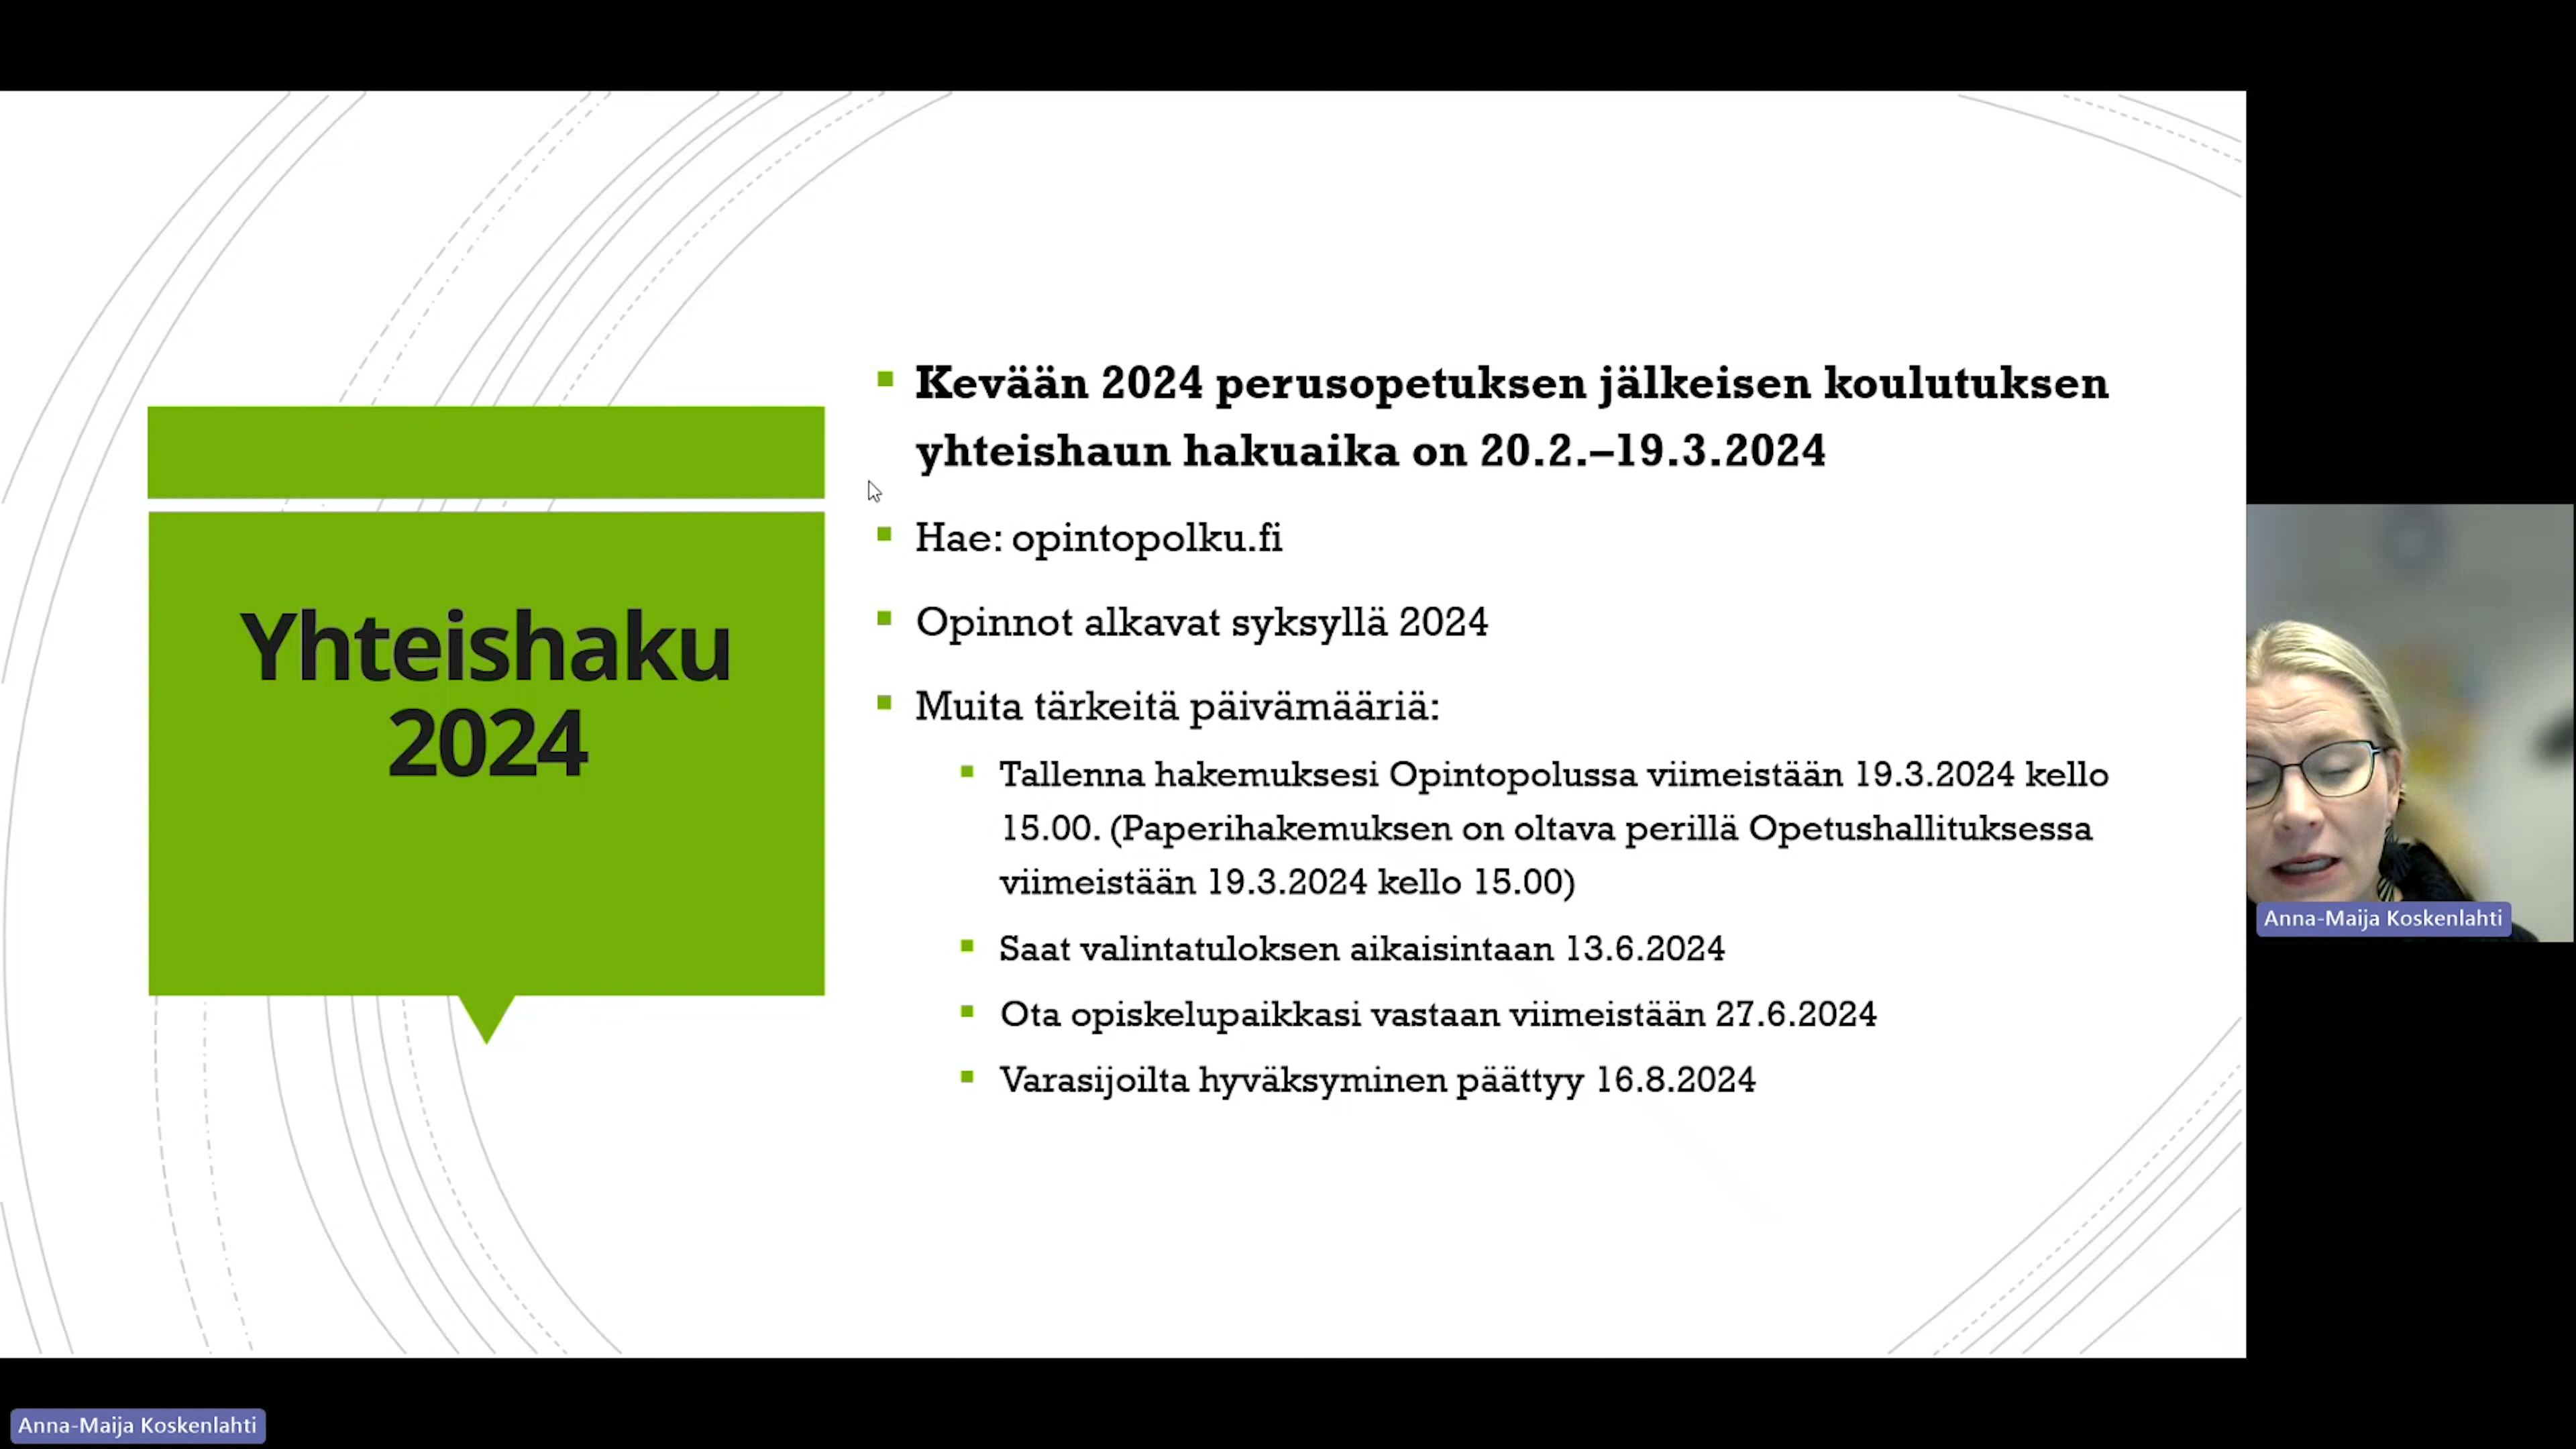 Yhteishaku
2024
Kevään 2024 perusopetuksen jälkeisen koulutuksen
yhteishaun hakuaika on 20.2.–19.3.2024
Hae: opintopolku.fi
Opinnot alkavat syksyllä 2024
Muita tärkeitä päivämääriä:
Tallenna hakemuksesi Opintopolussa viimeistään 19.3.2024 kello
15.00. (Paperihakemuksen on oltava perillä Opetushallituksessa
viimeistään 19.3.2024 kello 15.00)
Saat valintatuloksen aikaisintaan 13.6.2024
Ota opiskelupaikkasi vastaan viimeistään 27.6.2024
Varasijoilta hyväksyminen päättyy 16.8.2024
Anna-Maija Koskenlahti
Anna-Maija Koskenlahti